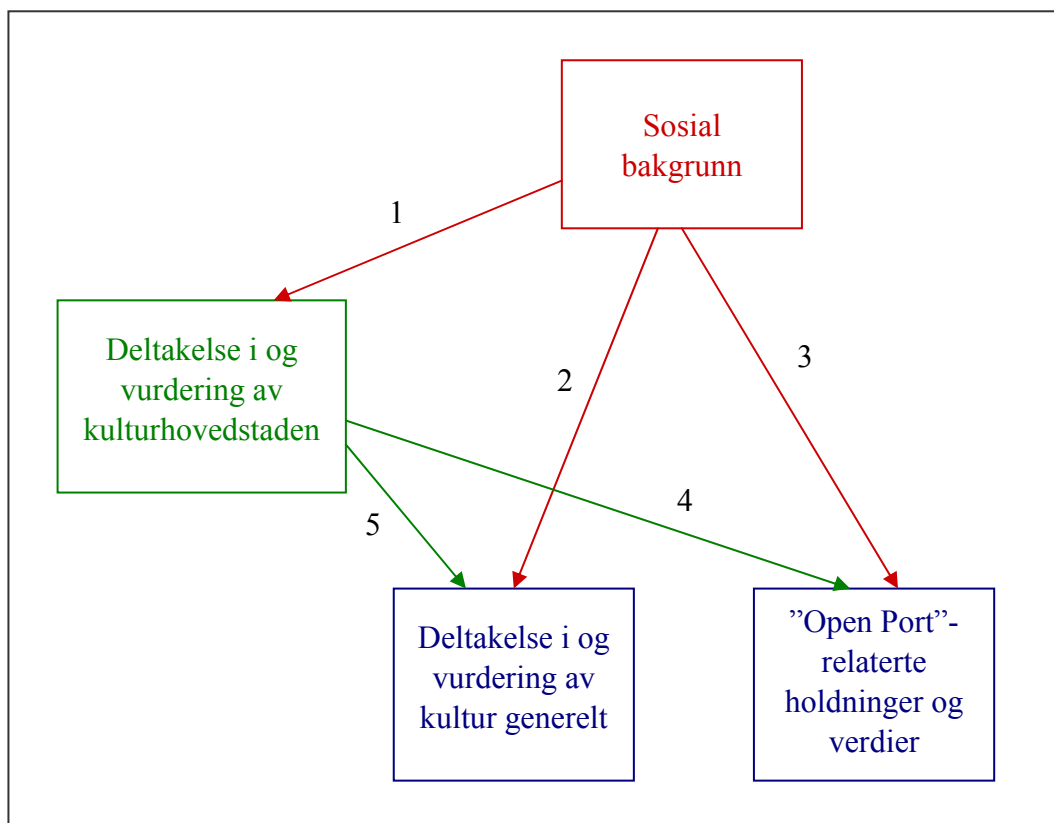 Sosial
bakgrunn
1
2
3
Deltakelse i og
vurdering av
kulturhovedstaden
4
5
Deltakelse i og
vurdering av
kultur generelt
”Open Port”-
relaterte
holdninger og
verdier